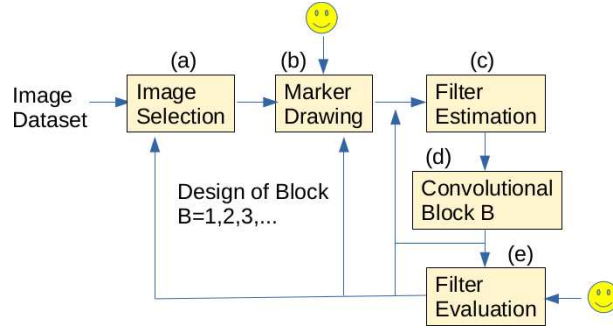 (a)
(b)
(c)
Image
Dataset
Image
Selection
Marker
Drawing
Filter
Estimation
(d)
Design of Block
B=1,2,3,...
Convolutional
Block B
(e)
Filter
Evaluation